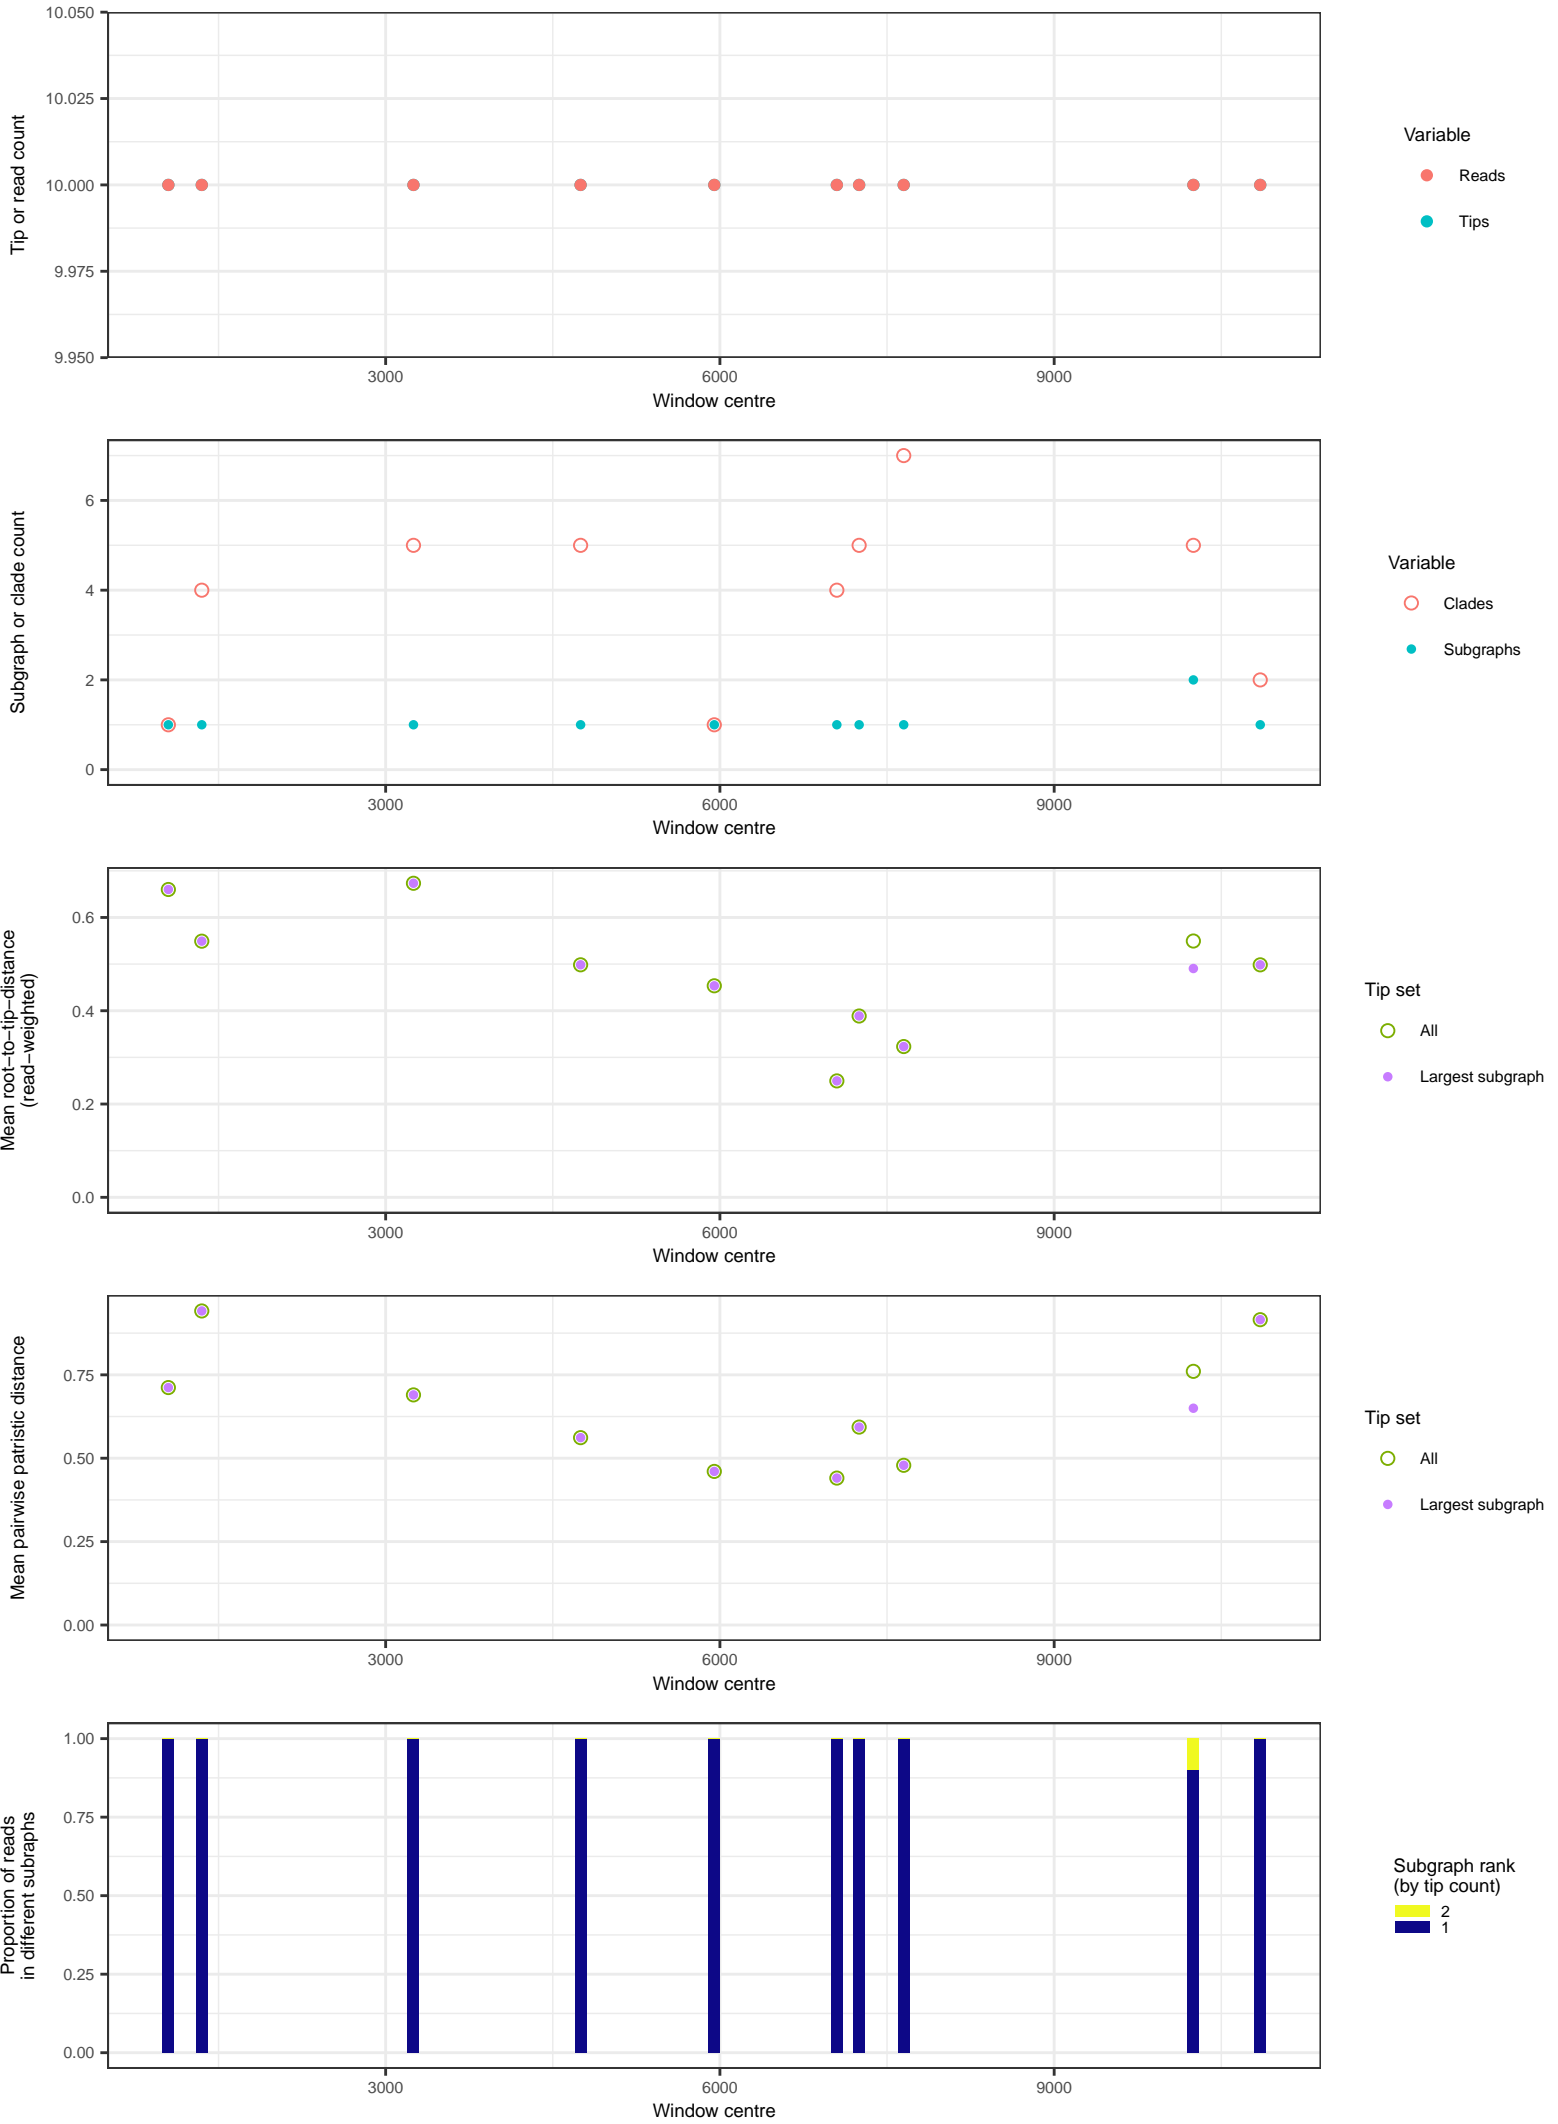 10.050
10.025
10.000
9.975
9.950
Tip or read count
3000
6000
9000
Window centre
Variable
Reads
Tips
6
4
2
0
Subgraph or clade count
3000
6000
9000
Window centre
Variable
Clades
Subgraphs
0.6
0.4
0.2
0.0
Mean root−to−tip−distance
(read−weighted)
3000
6000
9000
Window centre
Tip set
All
Largest subgraph
0.75
0.50
0.25
0.00
Mean pairwise patristic distance
3000
6000
9000
Window centre
Tip set
All
Largest subgraph
1.00
0.75
0.50
0.25
0.00
Proportion of reads
in different subraphs
3000
6000
9000
Window centre
Subgraph rank
(by tip count)
2
1